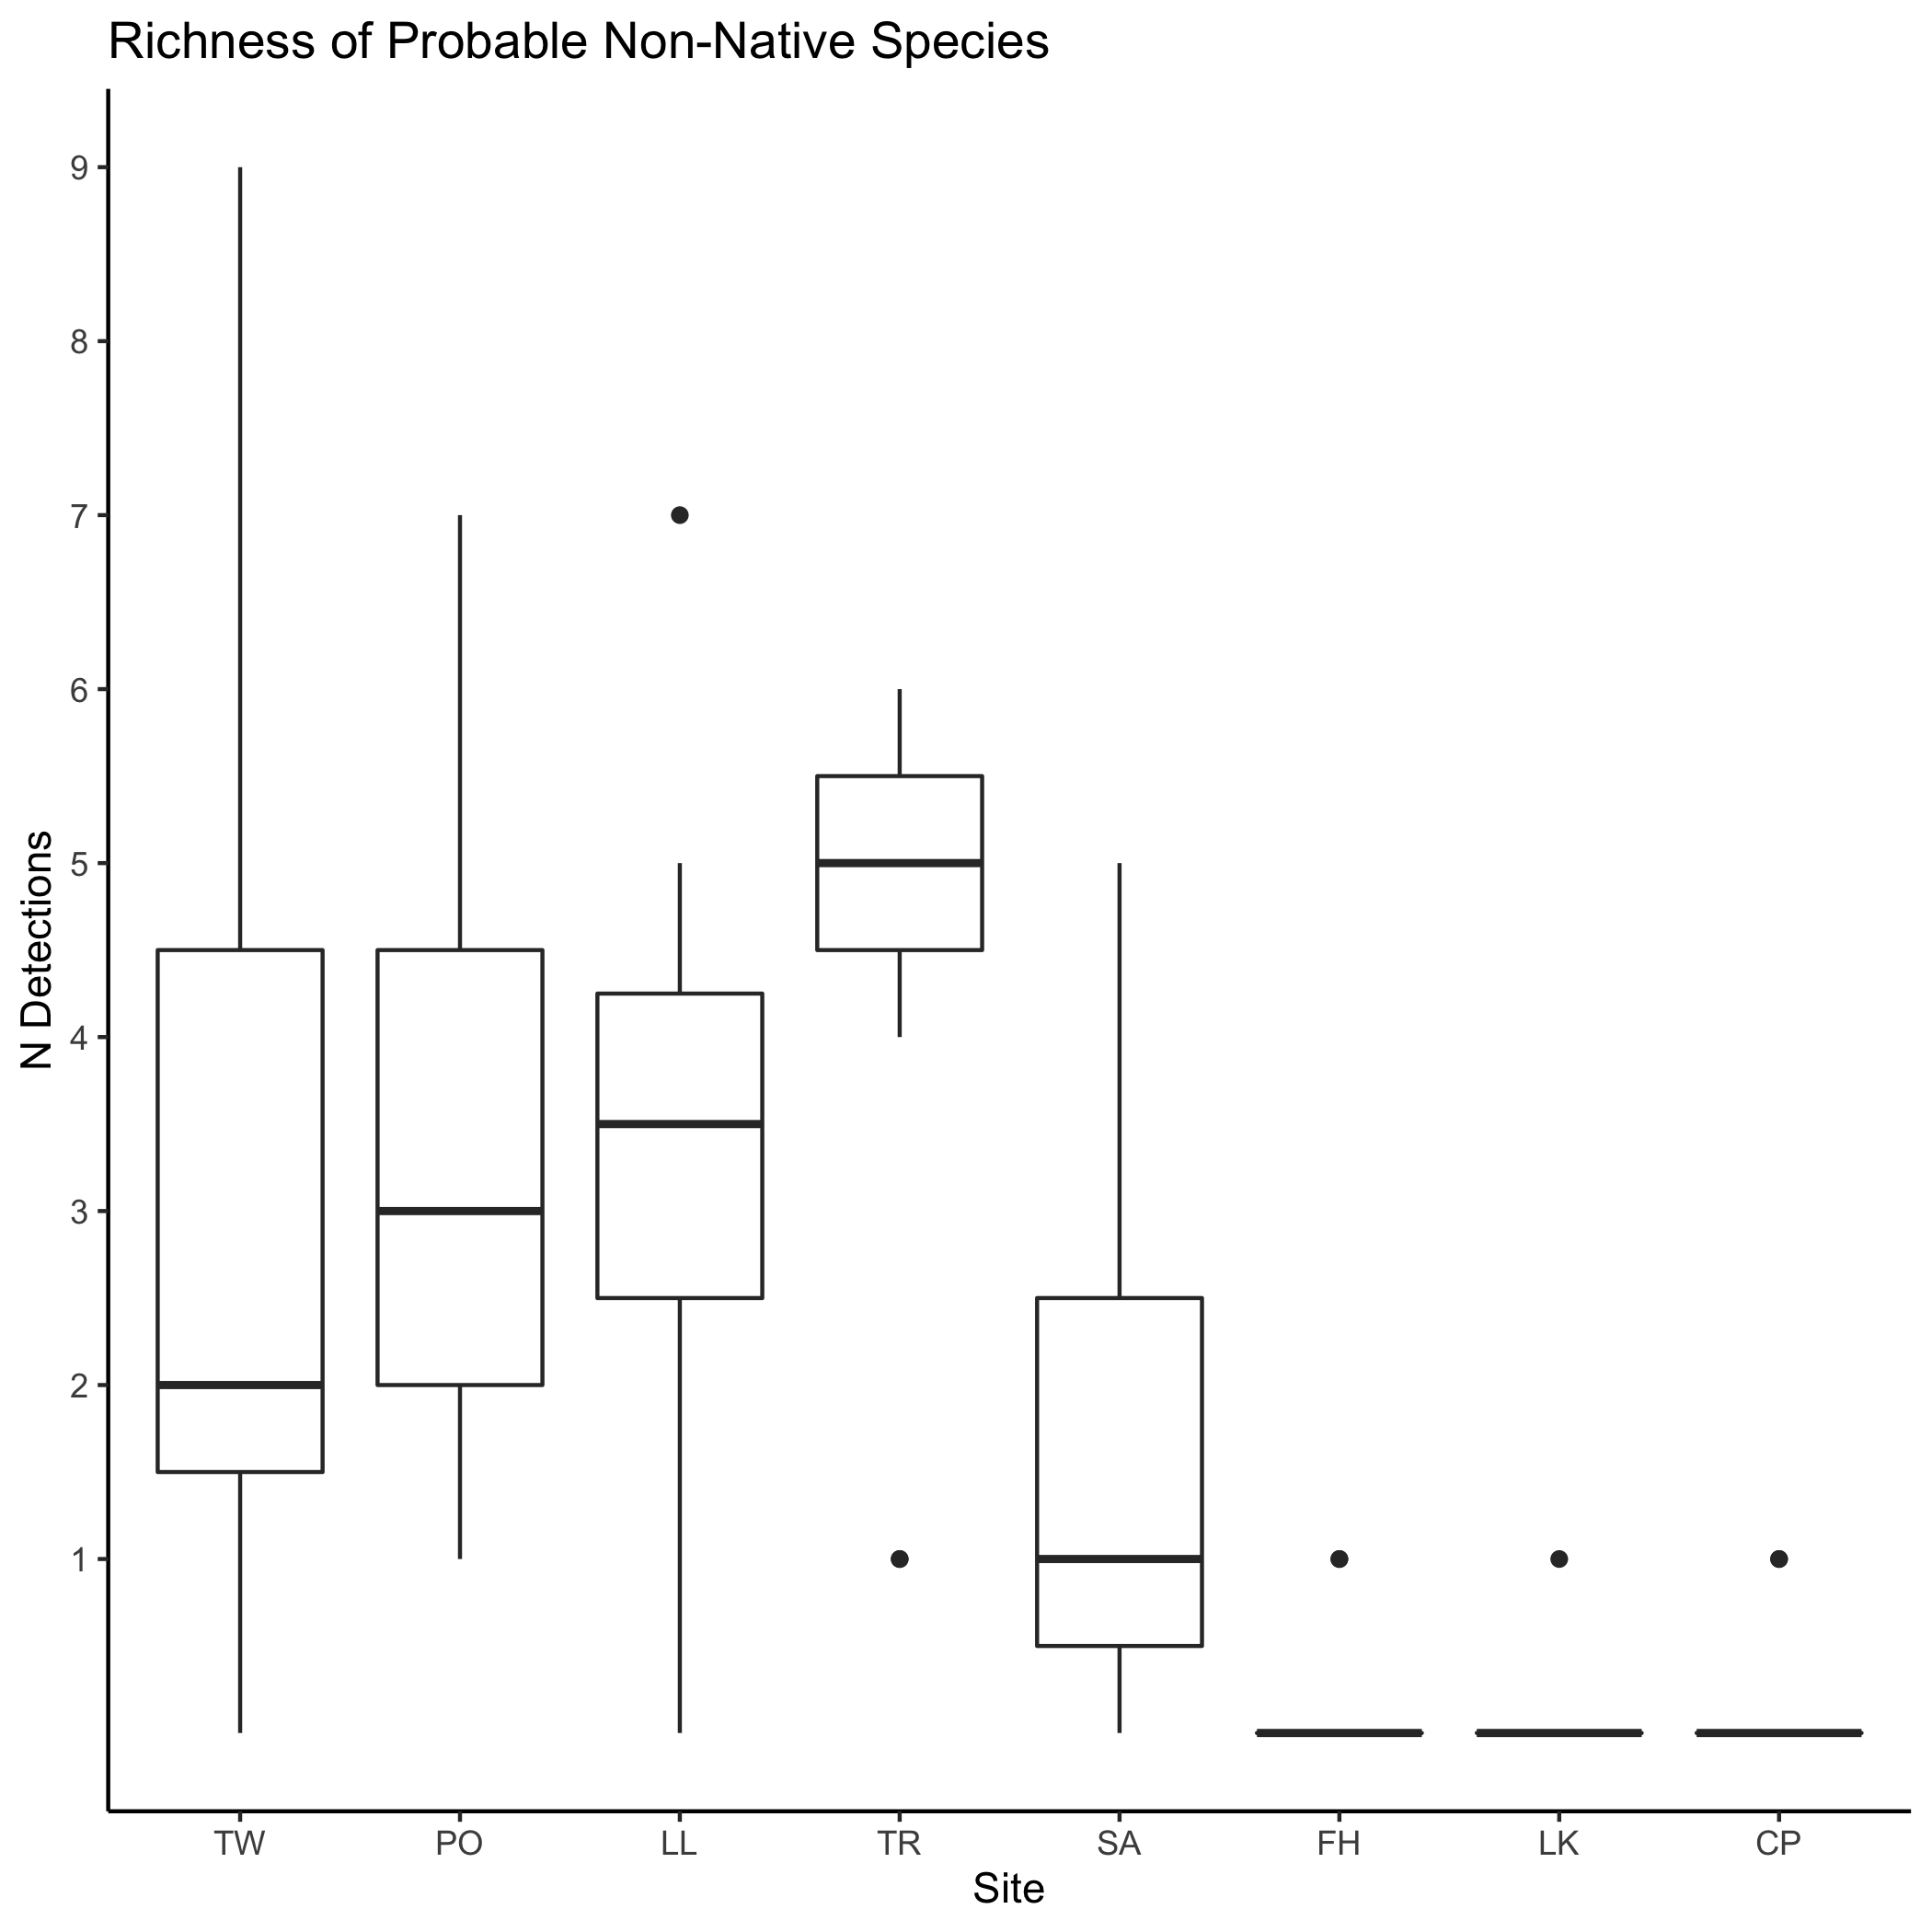 Richness of Probable Non-Native Species
9
8
7
6
5
4
3
2
1
N Detections
TW PO LL TR SA FH LK CP
Site